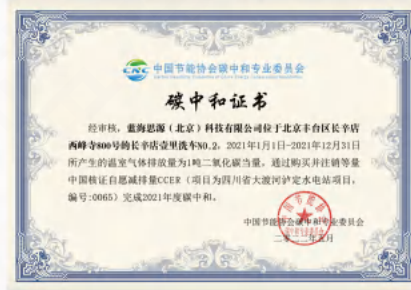 CNC 中国节能协会碳中和专业委员会
碳中和证书
经审核，蓝海思源（北京）科技有限公司位于北京丰台区长辛店
西峰寺800号的长辛店壹里洗车NO.2，2021年1月1日-2021年12月31日
所产生的温室气体排放量为1吨二氧化碳当量，通过购买并注销等量
中国核证自愿减排量CCER（项目为四川省大渡河泸定水电站项目，
编号:0065）完成2021年度碳中和。
中国节能协会碳中和专业委员会
二零二二年五月